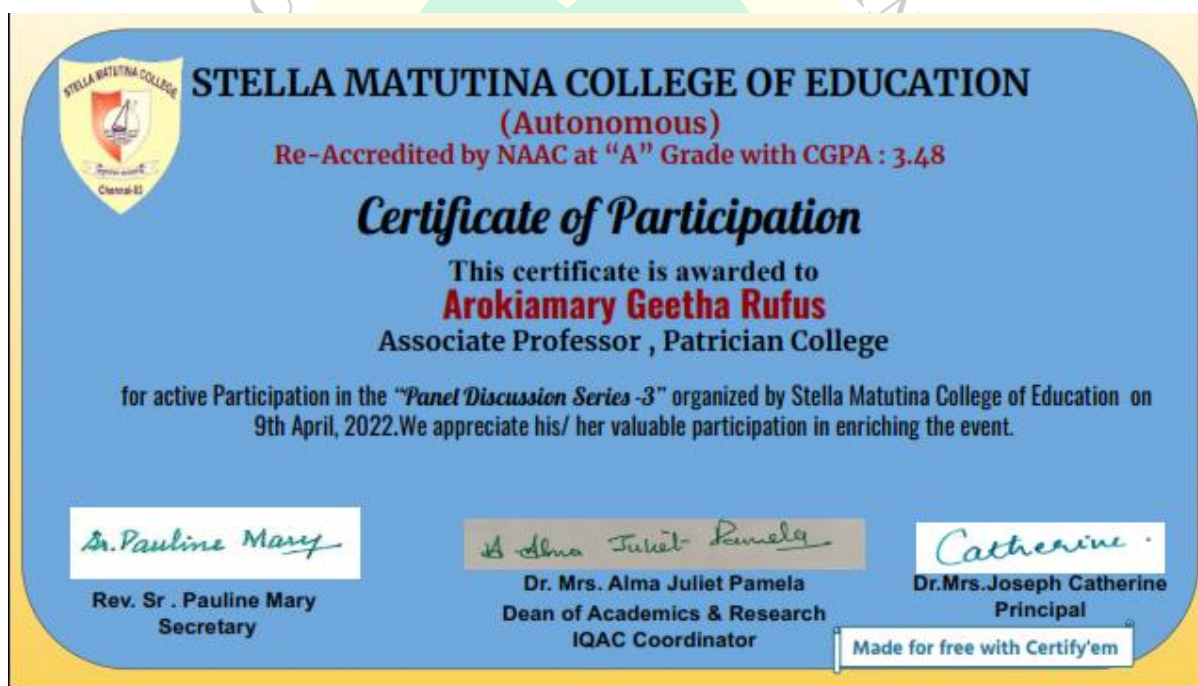 STELLA MATUTINA COLLEGE
Chennai-83
STELLA MATUTINA COLLEGE OF EDUCATION
(Autonomous)
Re-Accredited by NAAC at “A” Grade with CGPA : 3.48
Certificate of Participation
This certificate is awarded to
Arokiamary Geetha Rufus
Associate Professor , Patrician College
for active Participation in the “Panel Discussion Series -3” organized by Stella Matutina College of Education on
9th April, 2022.We appreciate his/ her valuable participation in enriching the event.
Sr. Pauline Mary
A Alma Juliet Pamela
Catherine .
Rev. Sr . Pauline Mary
Secretary
Dr. Mrs. Alma Juliet Pamela
Dean of Academics & Research
IQAC Coordinator
Dr.Mrs.Joseph Catherine
Principal
Made for free with Certify'em